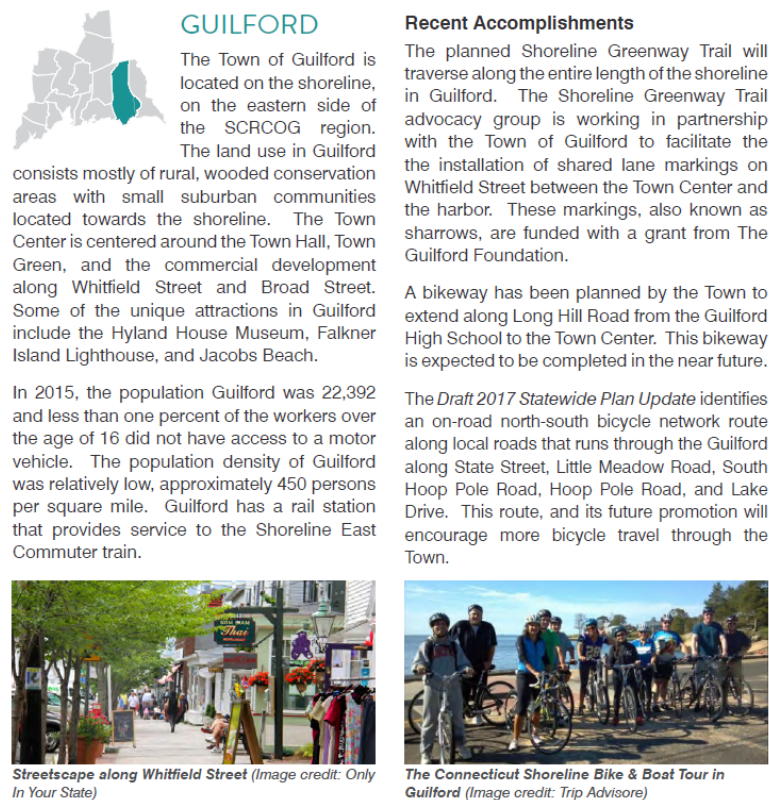 GUILFORD
The Town of Guilford is
located on the shoreline,
on the eastern side of
the SCRCOG region.
The land use in Guilford
consists mostly of rural, wooded conservation
areas with small suburban communities
located towards the shoreline. The Town
Center is centered around the Town Hall, Town
Green, and the commercial development
along Whitfield Street and Broad Street.
Some of the unique attractions in Guilford
include the Hyland House Museum, Falkner
Island Lighthouse, and Jacobs Beach.
In 2015, the population Guilford was 22,392
and less than one percent of the workers over
the age of 16 did not have access to a motor
vehicle. The population density of Guilford
was relatively low, approximately 450 persons
per square mile. Guilford has a rail station
that provides service to the Shoreline East
Commuter train.
Thai
Streetscape along Whitfield Street (Image credit: Only
In Your State)
Recent Accomplishments
The planned Shoreline Greenway Trail will
traverse along the entire length of the shoreline
in Guilford. The Shoreline Greenway Trail
advocacy group is working in partnership
with the Town of Guilford to facilitate the
the installation of shared lane markings on
Whitfield Street between the Town Center and
the harbor. These markings, also known as
sharrows, are funded with a grant from The
Guilford Foundation.
A bikeway has been planned by the Town to
extend along Long Hill Road from the Guilford
High School to the Town Center. This bikeway
is expected to be completed in the near future.
The Draft 2017 Statewide Plan Update identifies
an on-road north-south bicycle network route
along local roads that runs through the Guilford
along State Street, Little Meadow Road, South
Hoop Pole Road, Hoop Pole Road, and Lake
Drive. This route, and its future promotion will
encourage more bicycle travel through the
Town.
The Connecticut Shoreline Bike & Boat Tour in
Guilford (Image credit: Trip Advisore)